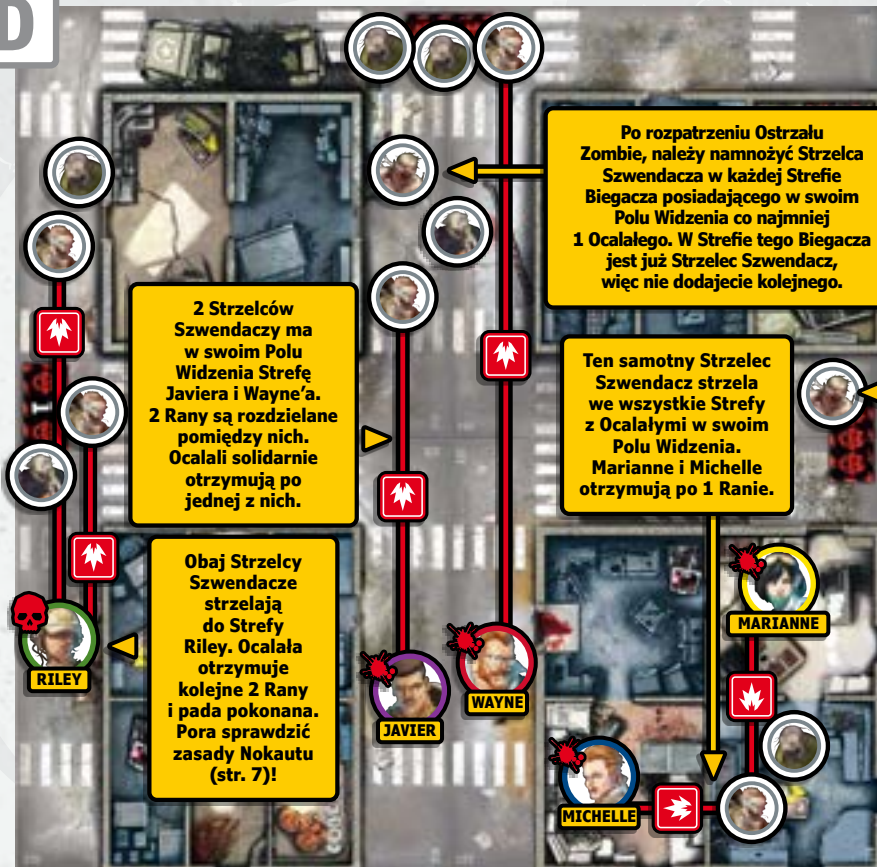 D
Po rozpatrzeniu Ostrzału
Zombie, należy namnożyć Strzelca
Szwendacza w każdej Strefie
Biegacza posiadającego w swoim
Polu Widzenia co najmniej
1 Ocalałego. W Strefie tego Biegacza
jest już Strzelec Szwendacz,
więc nie dodajecie kolejnego.
2 Strzelców
Szwendaczy ma
w swoim Polu
Widzenia Strefę
Javiera i Wayne’a.
2 Rany są rozdzielane
pomiędzy nich.
Ocalali solidarnie
otrzymują po
jednej z nich.
Ten samotny Strzelec
Szwendacz strzela
we wszystkie Strefy
z Ocalałymi w swoim
Polu Widzenia.
Marianne i Michelle
otrzymują po 1 Ranie.
Obaj Strzelcy
Szwendacze
strzelają
do Strefy
Riley. Ocalała
otrzymuje
kolejne 2 Rany
i pada pokonana.
Pora sprawdzić
zasady Nokautu
(str. 7)!
RILEY
JAVIER
WAYNE
MARIANNE
MICHELLE